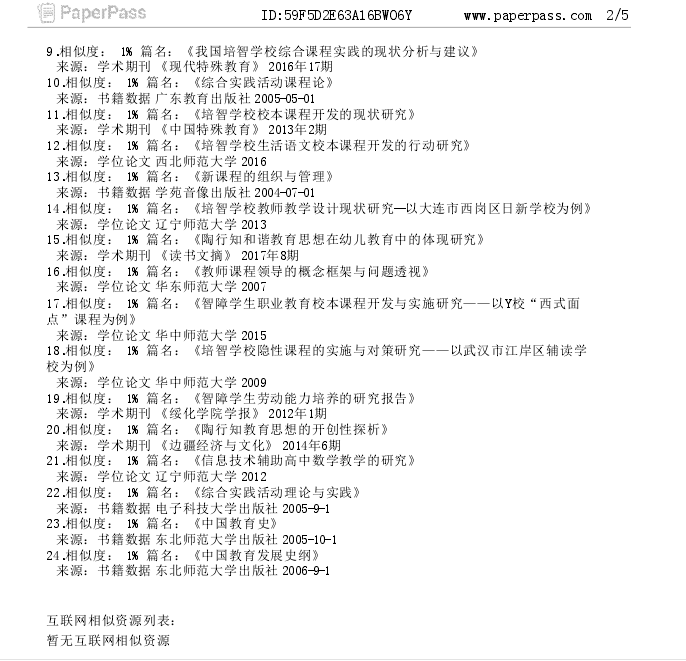 PaperPass ID:59F5D2E63A16BWO6Y www.paperpass.com 2/5
9.相似度： 1% 篇名：《我国培智学校综合课程实践的现状分析与建议》
来源：学术期刊 《现代特殊教育》 2016年17期
10.相似度： 1% 篇名：《综合实践活动课程论》
来源：书籍数据 广东教育出版社 2005-05-01
11.相似度： 1% 篇名：《培智学校校本课程开发的现状研究》
来源：学术期刊 《中国特殊教育》 2013年2期
12.相似度： 1% 篇名：《培智学校生活语文校本课程开发的行动研究》
来源：学位论文 西北师范大学 2016
13.相似度： 1% 篇名：《新课程的组织与管理》
来源：书籍数据 学苑音像出版社 2004-07-01
14.相似度： 1% 篇名：《培智学校教师教学设计现状研究—以大连市西岗区日新学校为例》
来源：学位论文 辽宁师范大学 2013
15.相似度： 1% 篇名：《陶行知和谐教育思想在幼儿教育中的体现研究》
来源：学术期刊 《读书文摘》 2017年8期
16.相似度： 1% 篇名：《教师课程领导的概念框架与问题透视》
来源：学位论文 华东师范大学 2007
17.相似度： 1% 篇名：《智障学生职业教育校本课程开发与实施研究——以Y校“西式面
点”课程为例》
来源：学位论文 华中师范大学 2015
18.相似度： 1% 篇名：《培智学校隐性课程的实施与对策研究——以武汉市江岸区辅读学
校为例》
来源：学位论文 华中师范大学 2009
19.相似度： 1% 篇名：《智障学生劳动能力培养的研究报告》
来源：学术期刊 《绥化学院学报》 2012年1期
20.相似度： 1% 篇名：《陶行知教育思想的开创性探析》
来源：学术期刊 《边疆经济与文化》 2014年6期
21.相似度： 1% 篇名：《信息技术辅助高中数学教学的研究》
来源：学位论文 辽宁师范大学 2012
22.相似度： 1% 篇名：《综合实践活动理论与实践》
来源：书籍数据 电子科技大学出版社 2005-9-1
23.相似度： 1% 篇名：《中国教育史》
来源：书籍数据 东北师范大学出版社 2005-10-1
24.相似度： 1% 篇名：《中国教育发展史纲》
来源：书籍数据 东北师范大学出版社 2006-9-1
互联网相似资源列表：
暂无互联网相似资源